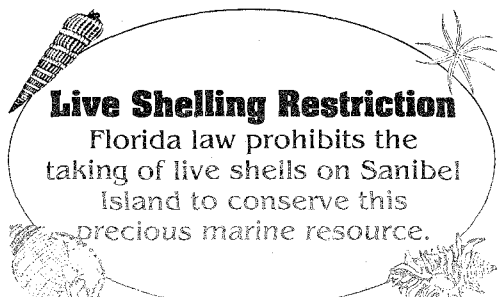 Live Shelling Restriction
Florida law prohibits the
taking of live shells on Sanibel
Island to conserve this
precious marine resource.